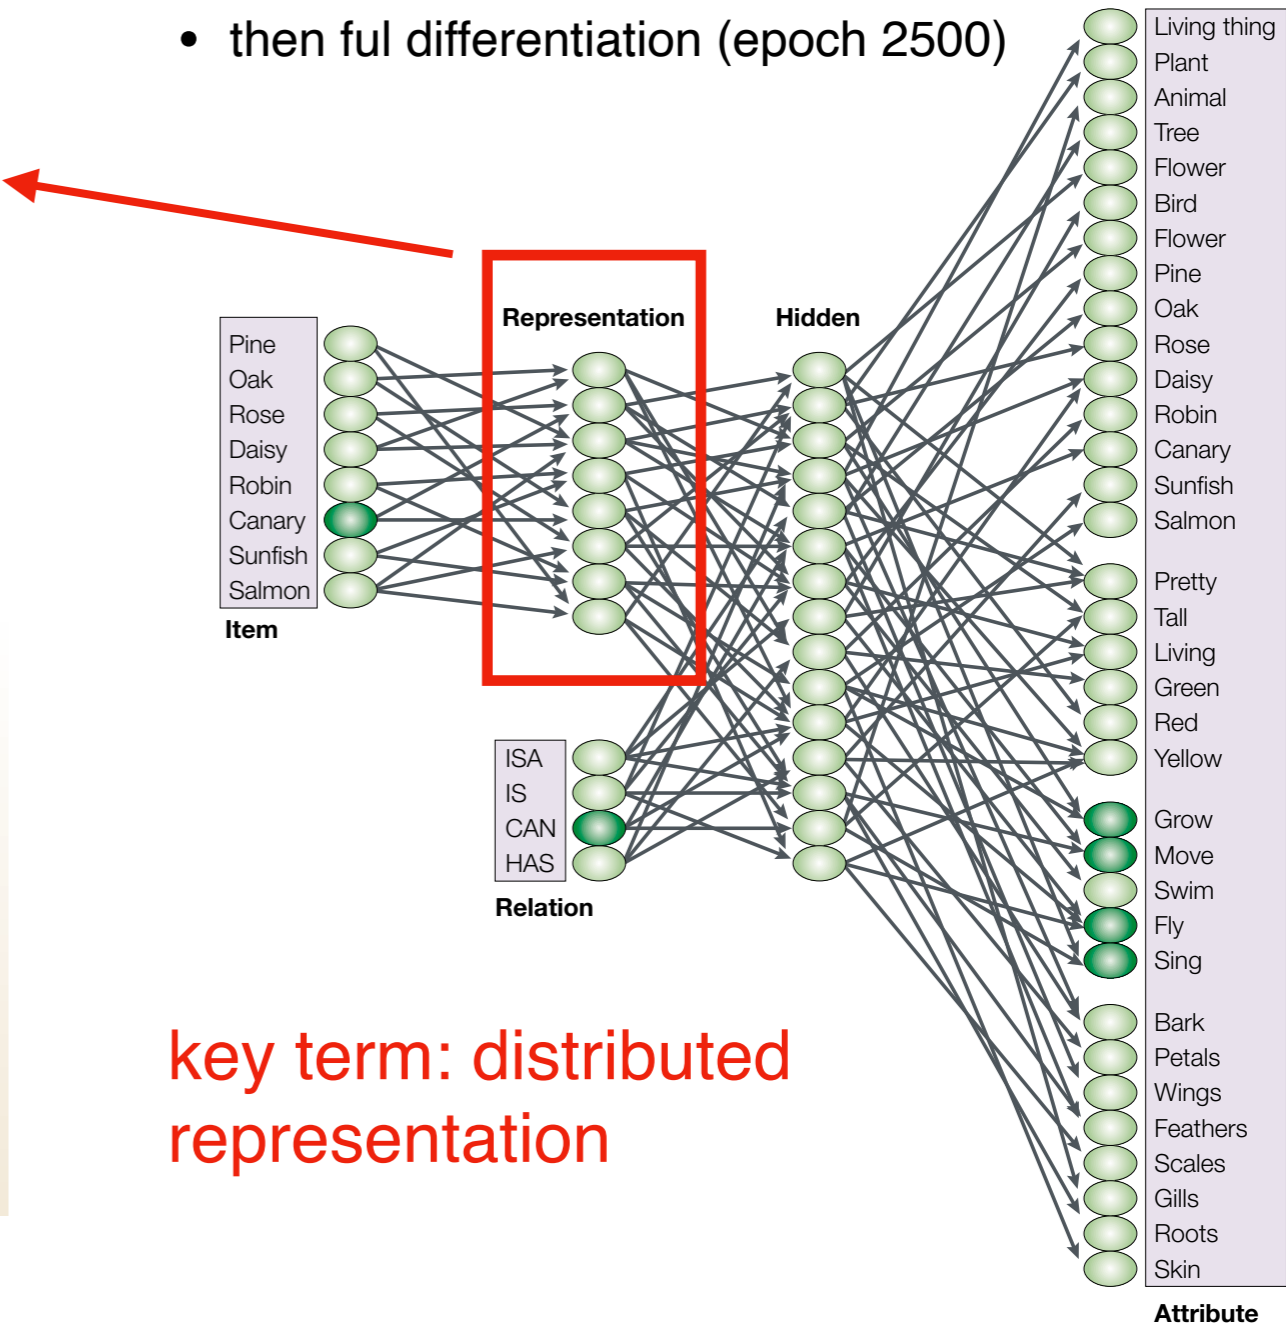 • then ful differentiation (epoch 2500)
Representation
Hidden
Pine
Oak
Rose
Daisy
Robin
Canary
Sunfish
Salmon
Item
ISA
IS
CAN
HAS
Relation
Living thing
Plant
Animal
Tree
Flower
Bird
Flower
Pine
Oak
Rose
Daisy
Robin
Canary
Sunfish
Salmon
Pretty
Tall
Living
Green
Red
Yellow
Grow
Move
Swim
Fly
Sing
Bark
Petals
Wings
Feathers
Scales
Gills
Roots
Skin
Attribute
key term: distributed
representation